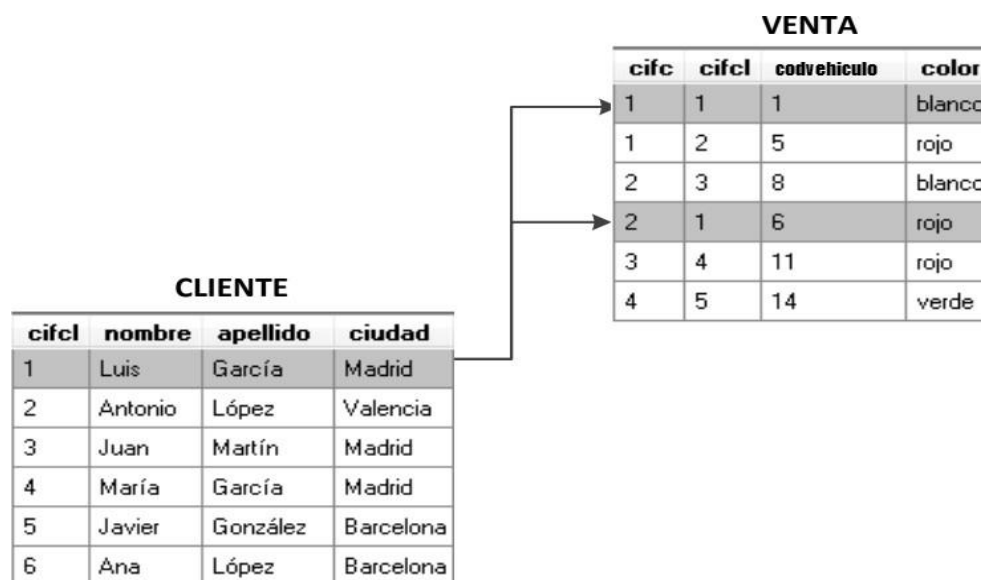 VENTA
cifc cifcl codvehiculo color
1 1 1 blanco
1 2 5 rojo
2 3 8 blanco
2 1 6 rojo
3 4 11 rojo
4 5 14 verde
CLIENTE
cifcl nombre apellido ciudad
1 Luis García Madrid
2 Antonio López Valencia
3 Juan Martín Madrid
4 María García Madrid
5 Javier González Barcelona
6 Ana López Barcelona